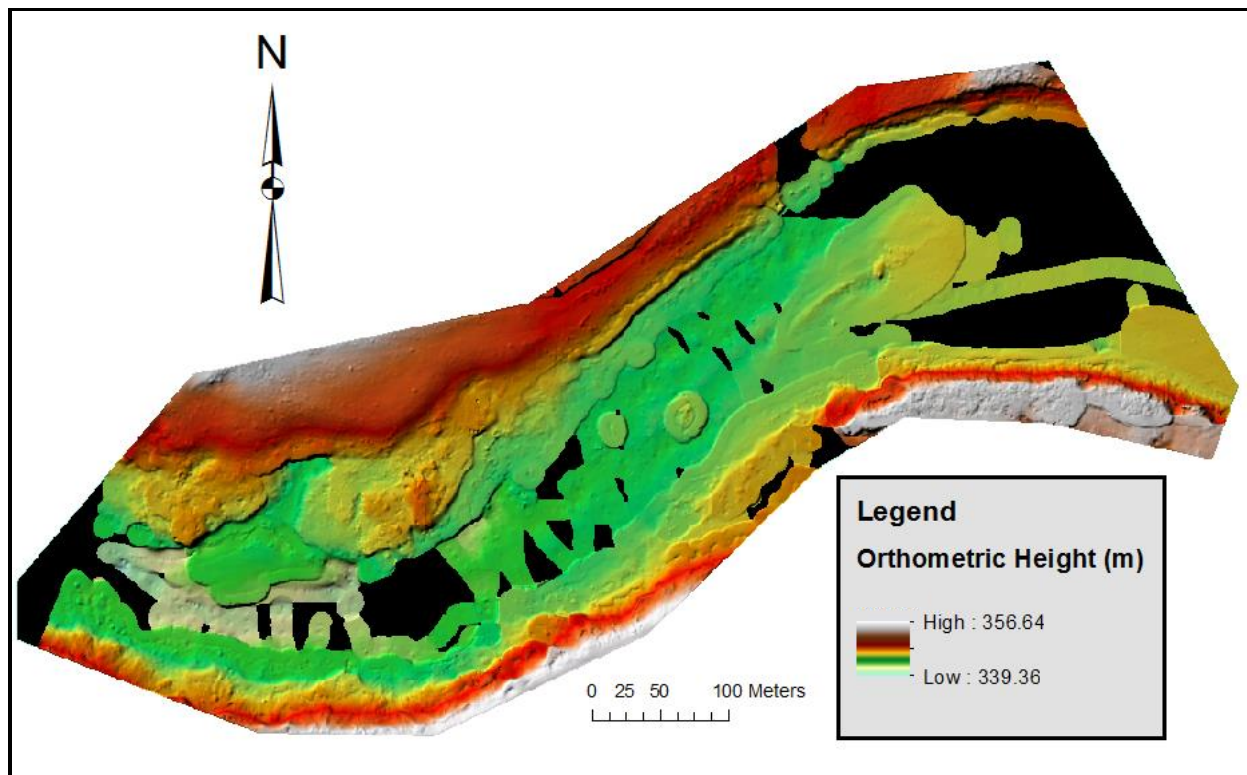 N
Legend
Orthometric Height (m)
High : 356.64
Low : 339.36
0 25 50 100 Meters